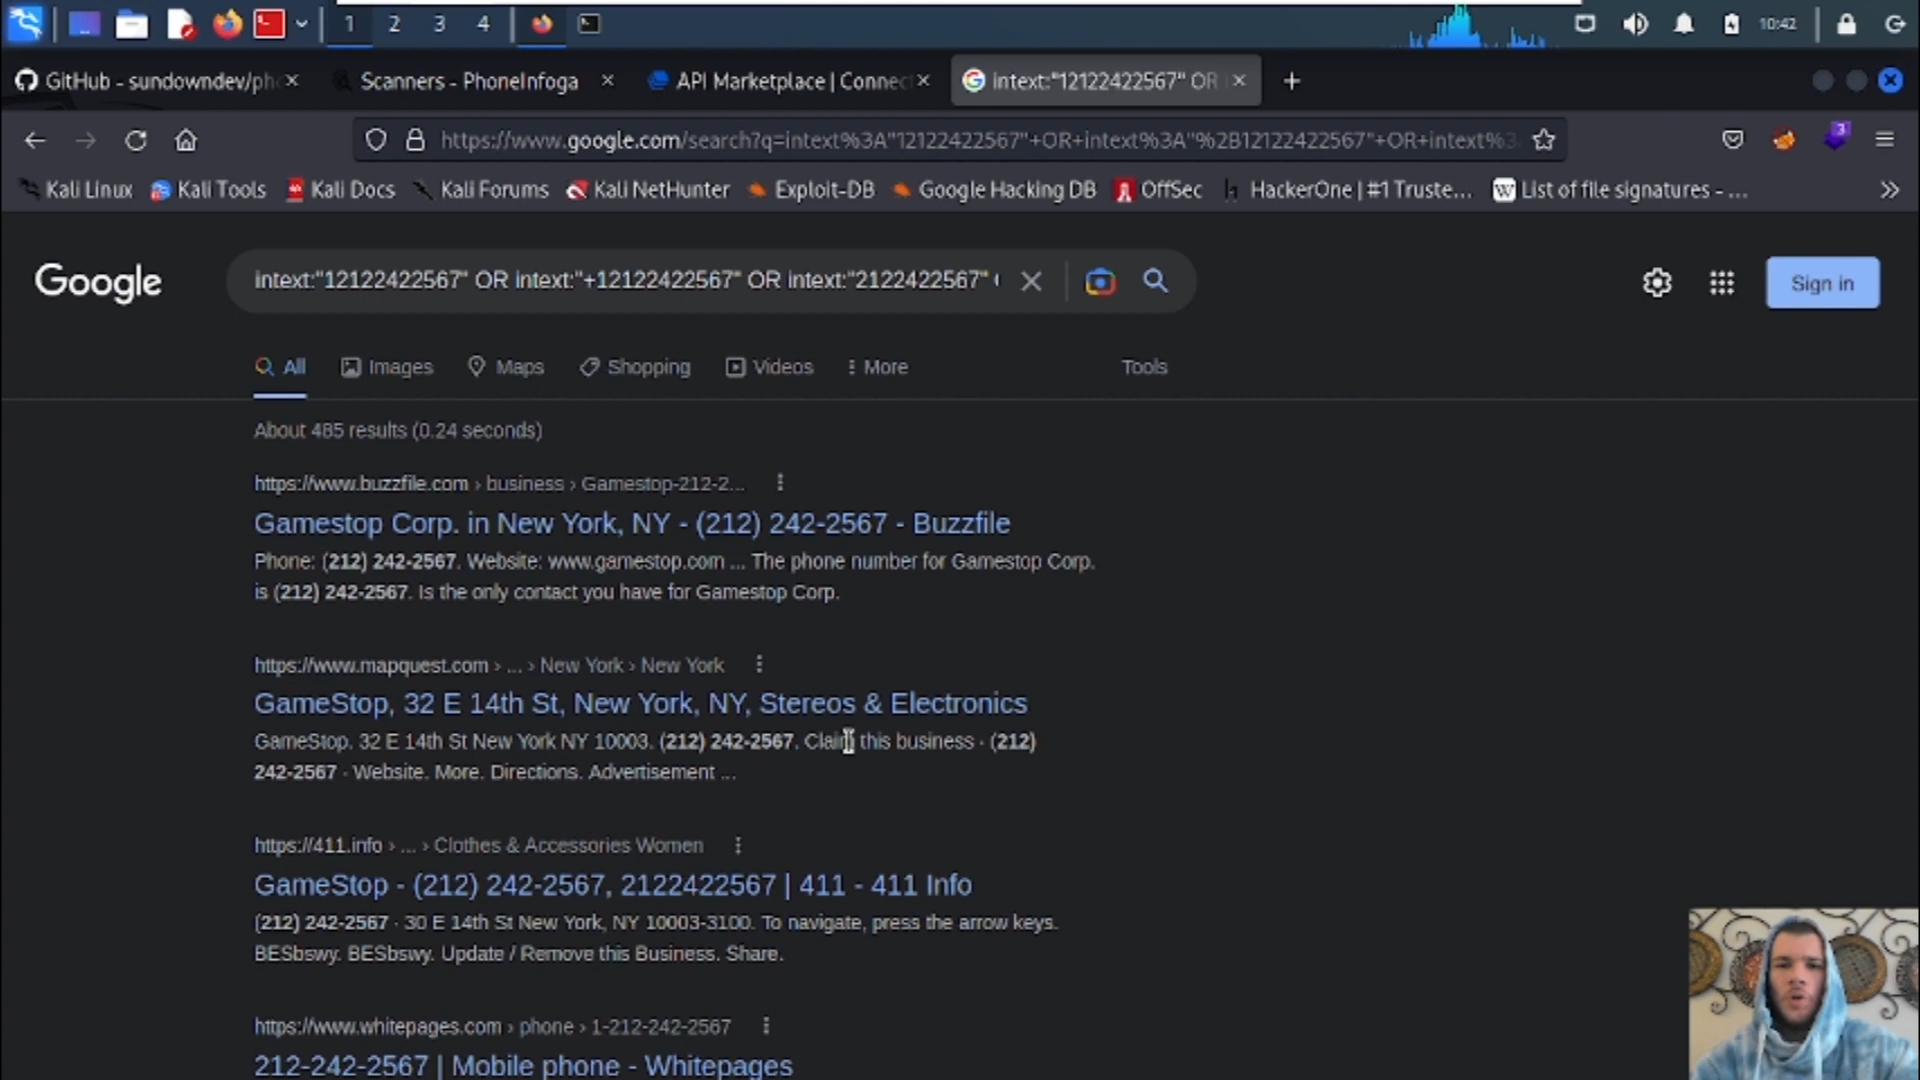 1 2 3 4 10:42
GitHub - sundowndev/ph Scanners - PhoneInfoga API Marketplace | Connec intext:"12122422567" OR
https://www.google.com/search?q=intext%3A"12122422567"+OR+intext%3A"%2B12122422567"+OR+intext%3
3
Kali Linux Kali Tools Kali Docs Kali Forums Kali NetHunter Exploit-DB Google Hacking DB OffSec HackerOne | #1 Truste... List of file signatures - ...
Google intext:"12122422567" OR intext:"+12122422567" OR intext:"2122422567" Sign in
All Images Maps Shopping Videos More Tools
About 485 results (0.24 seconds)
https://www.buzzfile.com › business › Gamestop-212-2...
Gamestop Corp. in New York, NY - (212) 242-2567 - Buzzfile
Phone: (212) 242-2567. Website: www.gamestop.com ... The phone number for Gamestop Corp.
is (212) 242-2567. Is the only contact you have for Gamestop Corp.
https://www.mapquest.com › ... › New York › New York
GameStop, 32 E 14th St, New York, NY, Stereos & Electronics
GameStop. 32 E 14th St New York NY 10003. (212) 242-2567. Claim this business · (212)
242-2567 · Website. More. Directions. Advertisement ...
https://411.info › ... › Clothes & Accessories Women
GameStop - (212) 242-2567, 2122422567 | 411 - 411 Info
(212) 242-2567 · 30 E 14th St New York, NY 10003-3100. To navigate, press the arrow keys.
BESbswy. BESbswy. Update / Remove this Business. Share.
https://www.whitepages.com › phone › 1-212-242-2567
212-242-2567 | Mobile phone - Whitepages